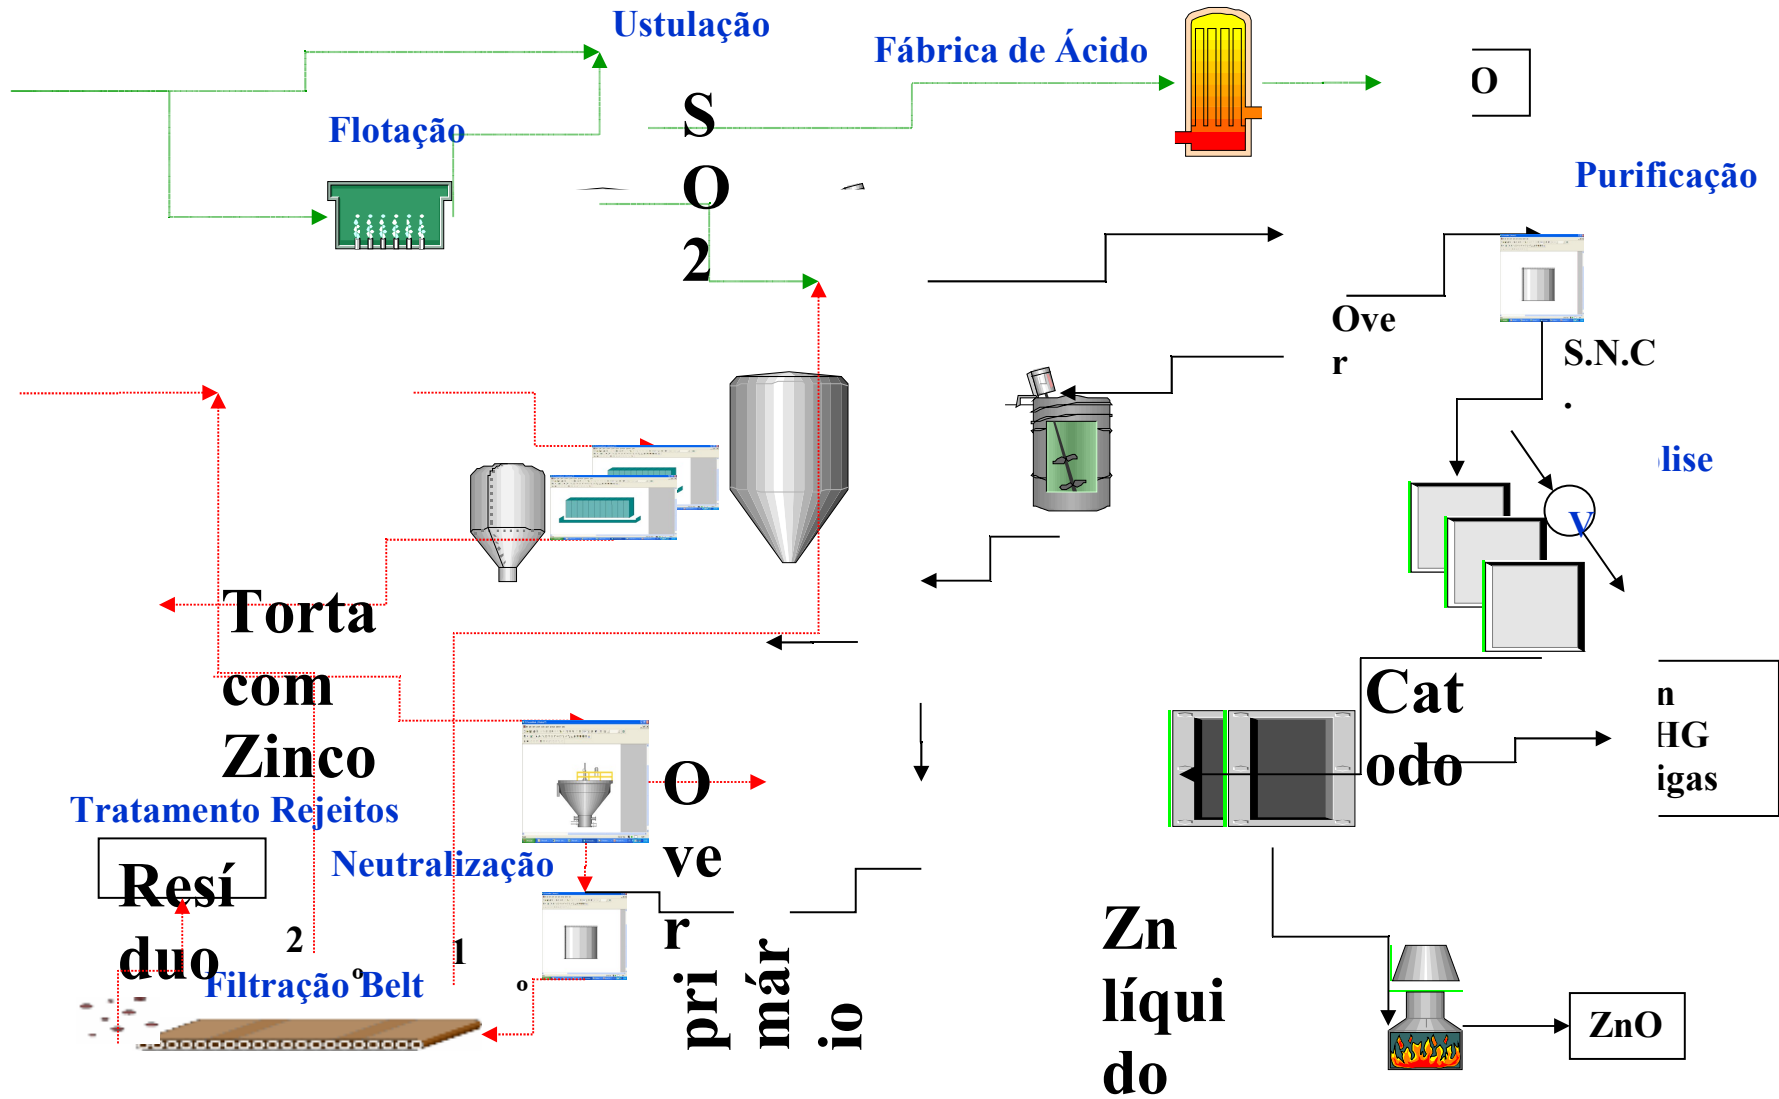 Ustulação
Fábrica de Ácido
O
S
O
2
Flotação
Purificação
Ove
r
S.N.C
.
lise
V
Torta
com
Zinco
Cat
odo
n
HG
igas
Tratamento Rejeitos
O
ve
r
pri
már
io
Neutralização
Resí
duo
2
o
1
o
Filtração Belt
Zn
líqui
do
ZnO